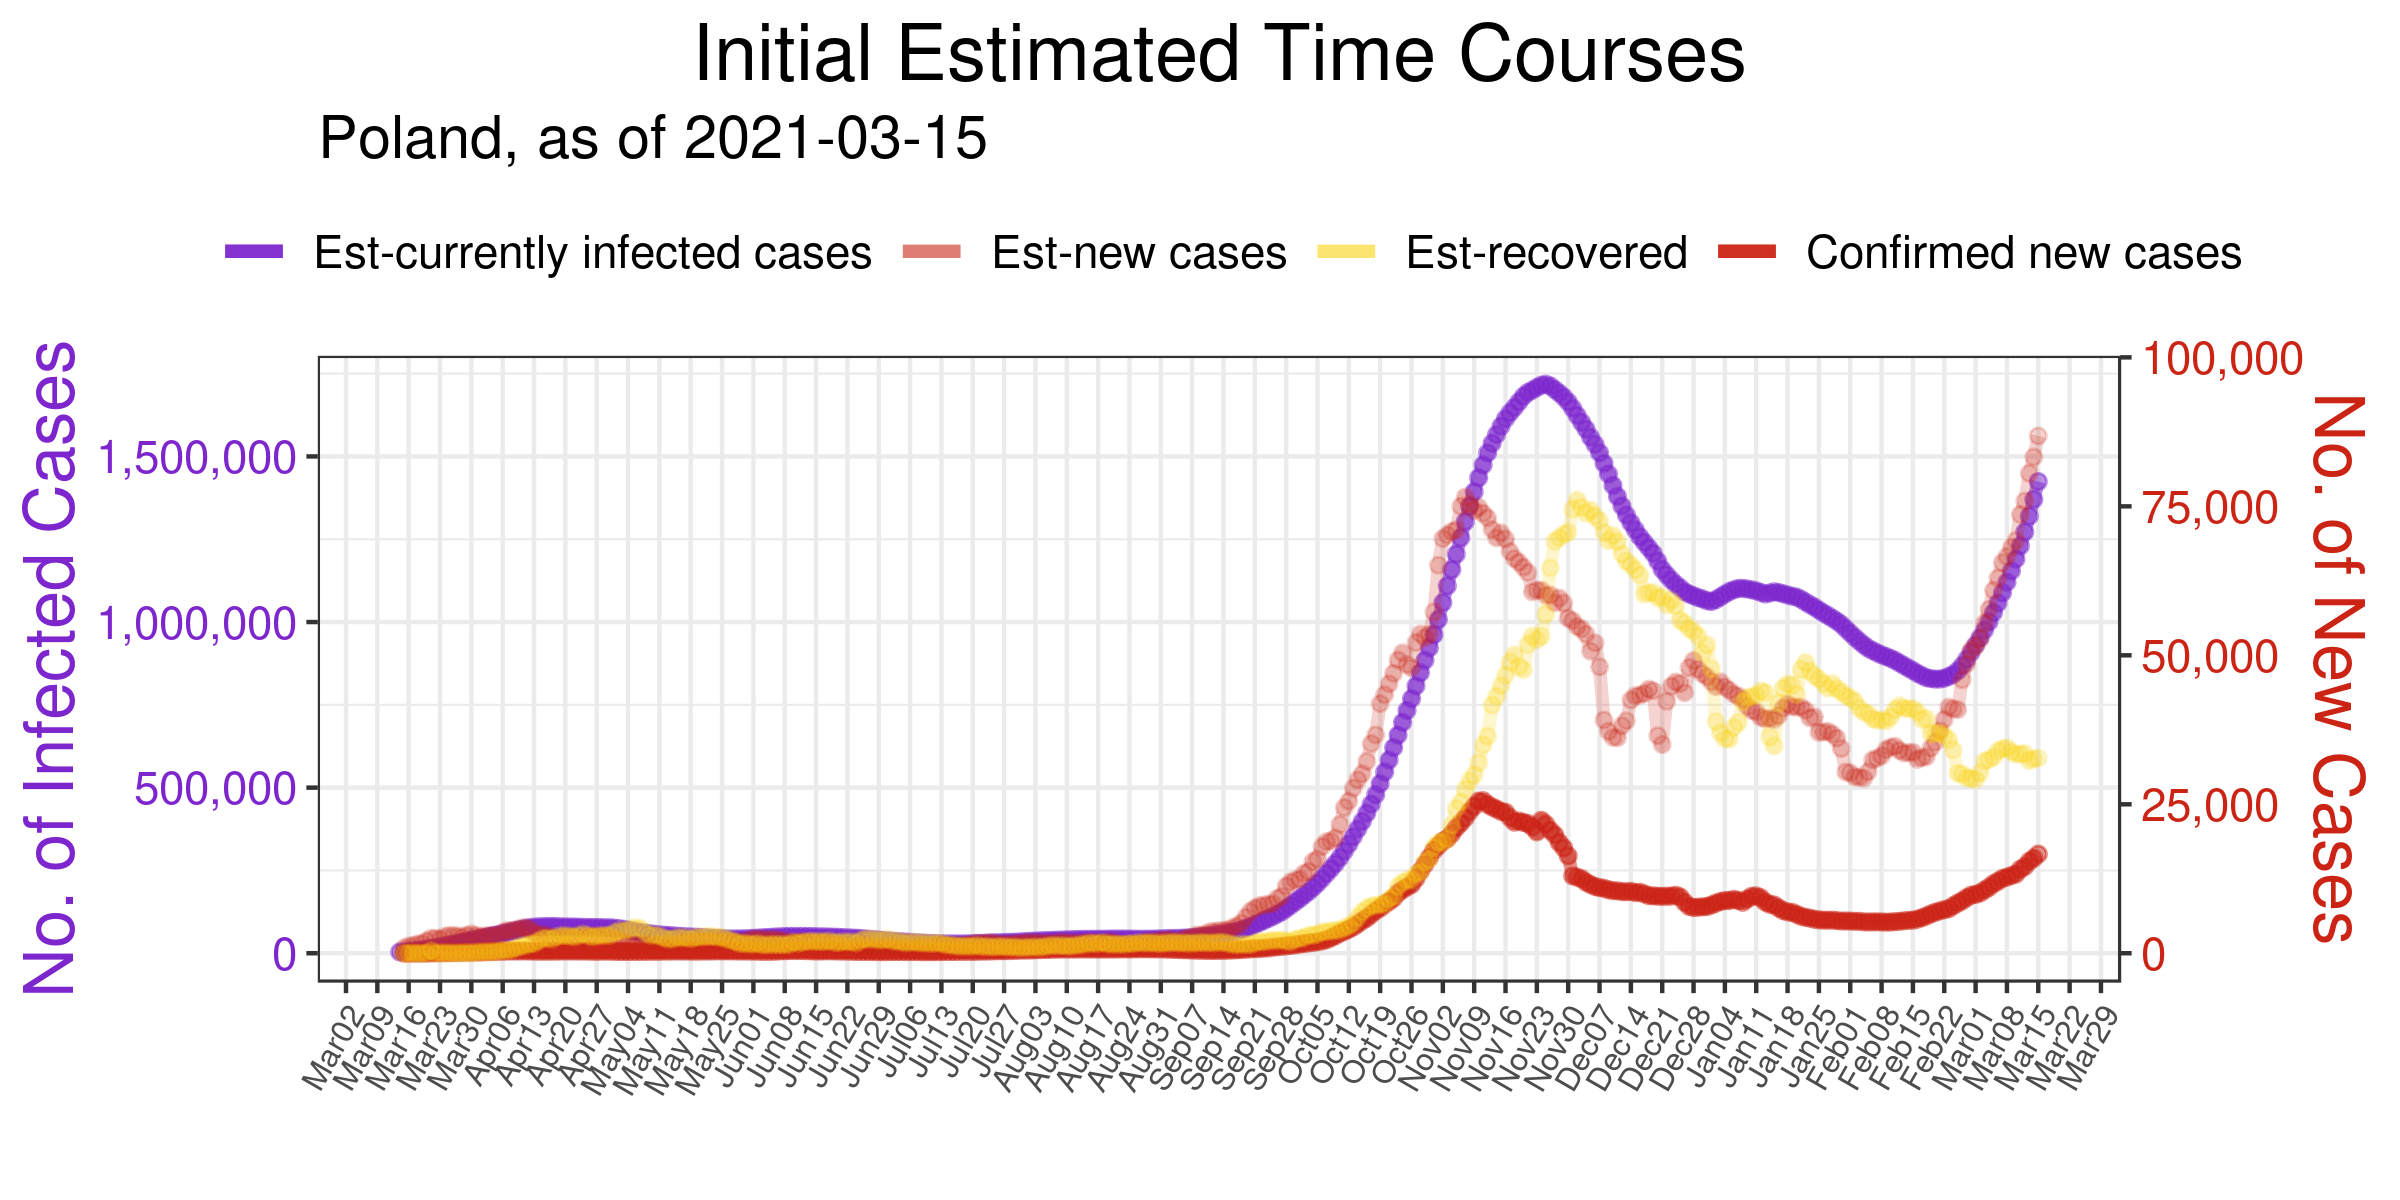 Initial Estimated Time Courses
Poland, as of 2021-03-15
Est-currently infected cases Est-new cases Est-recovered Confirmed new cases
No. of Infected Cases
1,500,000
1,000,000
500,000
0
100,000
75,000
50,000
25,000
0
No. of New Cases
Mar02 Mar09 Mar16 Mar23 Mar30 Apr06 Apr13 Apr20 Apr27 May04 May11 May18 May25 Jun01 Jun08 Jun15 Jun22 Jun29 Jul06 Jul13 Jul20 Jul27 Aug03 Aug10 Aug17 Aug24 Aug31 Sep07 Sep14 Sep21 Sep28 Oct05 Oct12 Oct19 Oct26 Nov02 Nov09 Nov16 Nov23 Nov30 Dec07 Dec14 Dec21 Dec28 Jan04 Jan11 Jan18 Jan25 Feb01 Feb08 Feb15 Feb22 Mar01 Mar08 Mar15 Mar22 Mar29